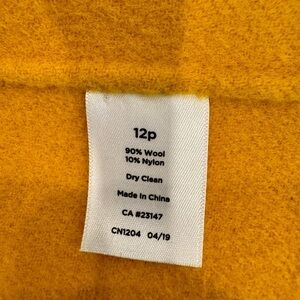 12p
90% Wool
10% Nylon
Dry Clean
Made In China
CA #23147
CN1204 04/19